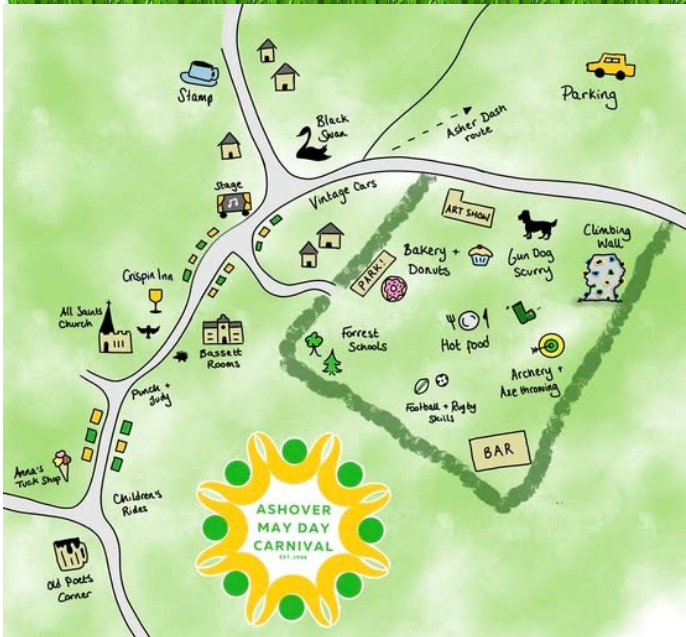 Stamp
Black
Swan
Asher Dash
route
Parking
Stage
Vintage Cars
ART SHOW
Bakery +
Donuts
PARK!
Gun Dog
Scurry
Climbing
Wall
Crispin Inn
All Saints
Church
Bassett
Rooms
Forrest
Schools
Hot food
Archery +
Axe throwing
Punch +
Judy
Football + Rugby
Skills
BAR
Anna's
Tuck Shop
Children's
Rides
Old Poets
Corner
ASHOVER
MAY DAY
CARNIVAL